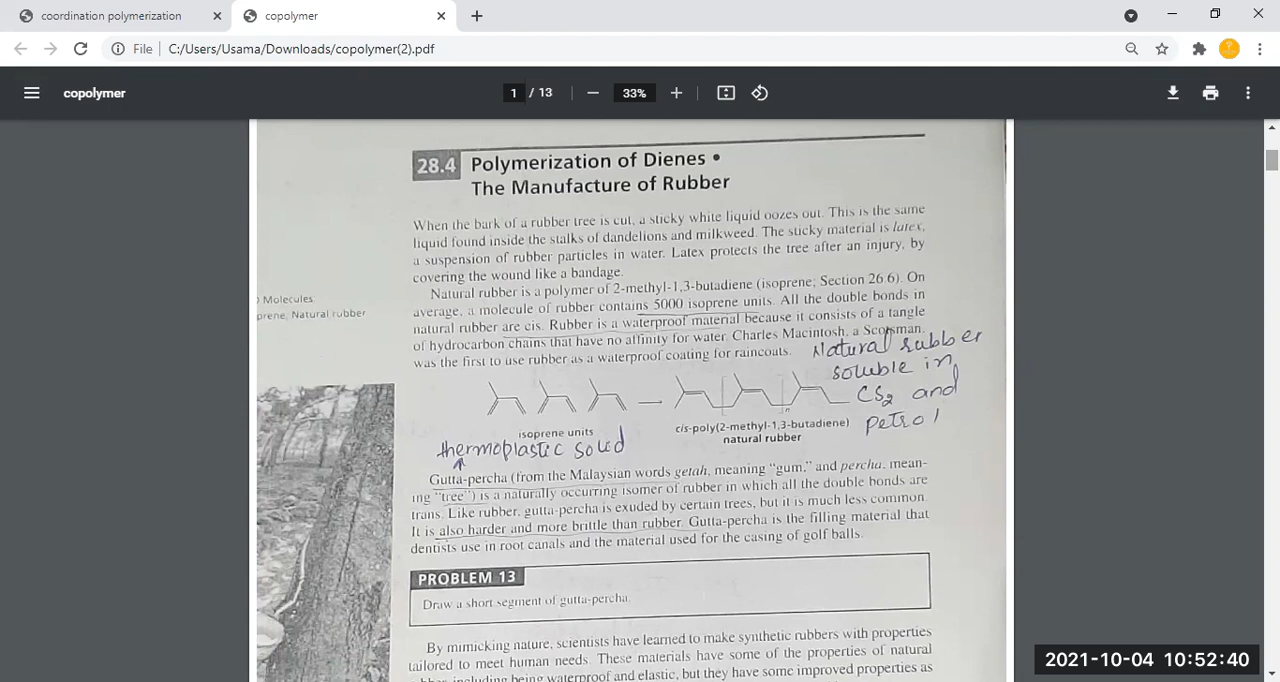 coordination polymerization
copolymer
File
C:/Users/Usama/Downloads/copolymer(2).pdf
copolymer
1 / 13
33%
28.4 Polymerization of Dienes •
The Manufacture of Rubber
When the bark of a rubber tree is cut, a sticky white liquid oozes out. This is the same
liquid found inside the stalks of dandelions and milkweed. The sticky material is latex,
a suspension of rubber particles in water. Latex protects the tree after an injury, by
covering the wound like a bandage.
Natural rubber is a polymer of 2-methyl-1,3-butadiene (isoprene; Section 26.6). On
average, a molecule of rubber contains 5000 isoprene units. All the double bonds in
natural rubber are cis. Rubber is a waterproof material because it consists of a tangle
of hydrocarbon chains that have no affinity for water. Charles Macintosh, a Scotsman,
was the first to use rubber as a waterproof coating for raincoats.
Molecules
prene, Natural rubber
Natural rubber
soluble in
CS2 and
petrol
n
isoprene units
cis-poly(2-methyl-1,3-butadiene)
natural rubber
thermoplastic solid
Gutta-percha (from the Malaysian words getah, meaning "gum," and percha, mean-
ing "tree") is a naturally occurring isomer of rubber in which all the double bonds are
trans. Like rubber, gutta-percha is exuded by certain trees, but it is much less common.
It is also harder and more brittle than rubber. Gutta-percha is the filling material that
dentists use in root canals and the material used for the casing of golf balls.
PROBLEM 13
Draw a short segment of gutta-percha.
By mimicking nature, scientists have learned to make synthetic rubbers with properties
tailored to meet human needs. These materials have some of the properties of natural
including being waterproof and elastic, but they have some improved properties as
2021-10-04 10:52:40